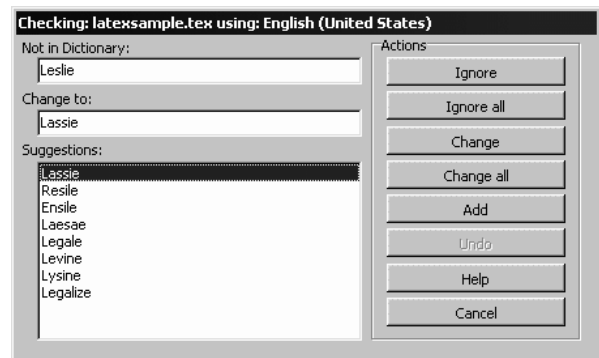 Checking: latexsample.tex using: English (United States)
Not in Dictionary:
Leslie
Change to:
Lassie
Suggestions:
Lassie
Resile
Ensile
Laesae
Legale
Levine
Lysine
Legalize
Actions
Ignore
Ignore all
Change
Change all
Add
Undo
Help
Cancel